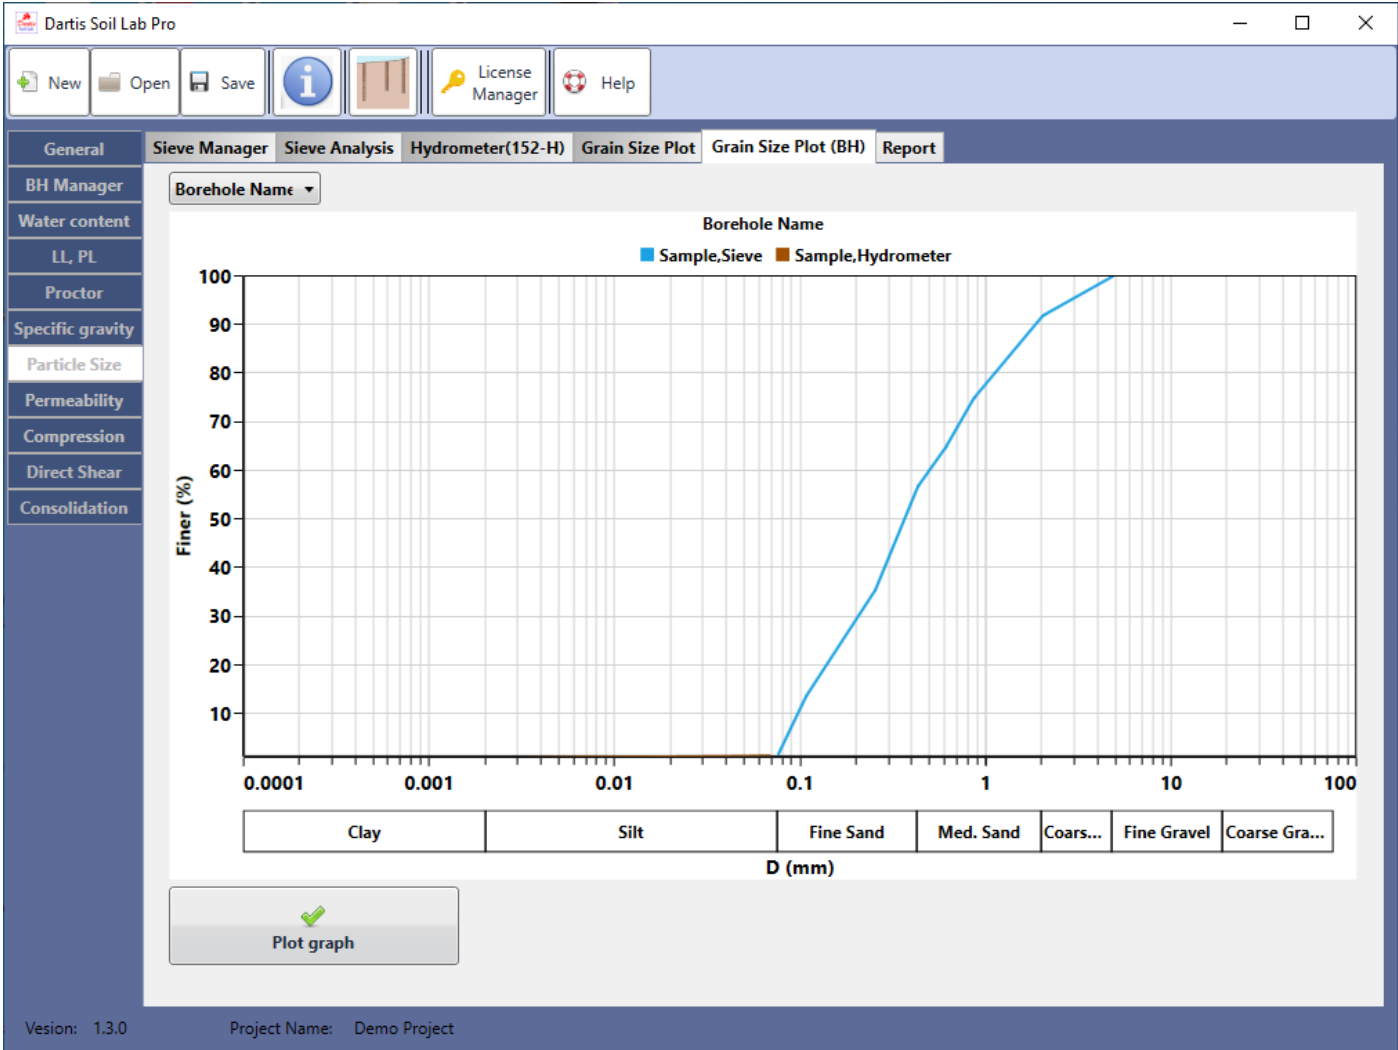 Dartis Soil Lab Pro
New Open Save License Manager Help
General
BH Manager
Water content
LL, PL
Proctor
Specific gravity
Particle Size
Permeability
Compression
Direct Shear
Consolidation
Sieve Manager Sieve Analysis Hydrometer(152-H) Grain Size Plot Grain Size Plot (BH) Report
Borehole Name
Borehole Name
Sample,Sieve Sample,Hydrometer
100
90
80
70
60
50
40
30
20
10
Finer (%)
0.0001 0.001 0.01 0.1 1 10 100
Clay Silt Fine Sand Med. Sand Coars... Fine Gravel Coarse Gra...
D (mm)
Plot graph
Vesion: 1.3.0 Project Name: Demo Project